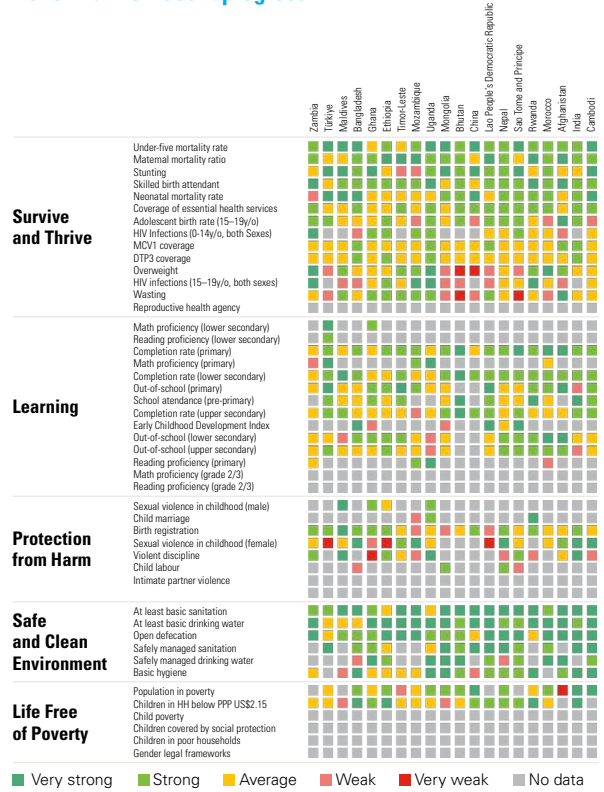 Zambia
Türkiye
Maldives
Bangladesh
Ghana
Ethiopia
Timor-Leste
Mozambique
Uganda
Mongolia
Bhutan
China
Lao People's Democratic Republic
Nepal
Sao Tome and Principe
Rwanda
Morocco
Afghanistan
India
Cambodi
Survive
and Thrive
Under-five mortality rate
Maternal mortality ratio
Stunting
Skilled birth attendant
Neonatal mortality rate
Coverage of essential health services
Adolescent birth rate (15–19y/o)
HIV Infections (0-14y/o, both Sexes)
MCV1 coverage
DTP3 coverage
Overweight
HIV infections (15–19y/o, both sexes)
Wasting
Reproductive health agency
Learning
Math proficiency (lower secondary)
Reading proficiency (lower secondary)
Completion rate (primary)
Math proficiency (primary)
Completion rate (lower secondary)
Out-of-school (primary)
School attendance (pre-primary)
Completion rate (upper secondary)
Early Childhood Development Index
Out-of-school (lower secondary)
Out-of-school (upper secondary)
Reading proficiency (primary)
Math proficiency (grade 2/3)
Reading proficiency (grade 2/3)
Protection
from Harm
Sexual violence in childhood (male)
Child marriage
Birth registration
Sexual violence in childhood (female)
Violent discipline
Child labour
Intimate partner violence
Safe
and Clean
Environment
At least basic sanitation
At least basic drinking water
Open defecation
Safely managed sanitation
Safely managed drinking water
Basic hygiene
Life Free
of Poverty
Population in poverty
Children in HH below PPP US$2.15
Child poverty
Children covered by social protection
Children in poor households
Gender legal frameworks
Very strong
Strong
Average
Weak
Very weak
No data